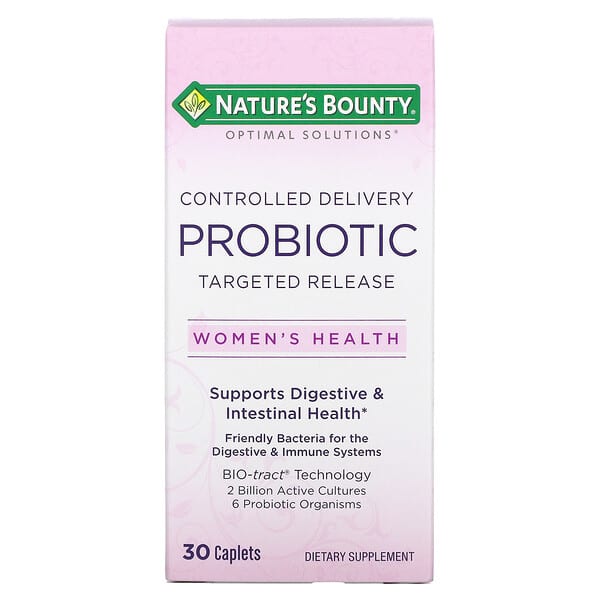 NATURE'S BOUNTY®
OPTIMAL SOLUTIONS®
CONTROLLED DELIVERY
PROBIOTIC
TARGETED RELEASE
WOMEN'S HEALTH
Supports Digestive &
Intestinal Health*
Friendly Bacteria for the
Digestive & Immune Systems
BIO-tract® Technology
2 Billion Active Cultures
6 Probiotic Organisms
30 Caplets DIETARY SUPPLEMENT